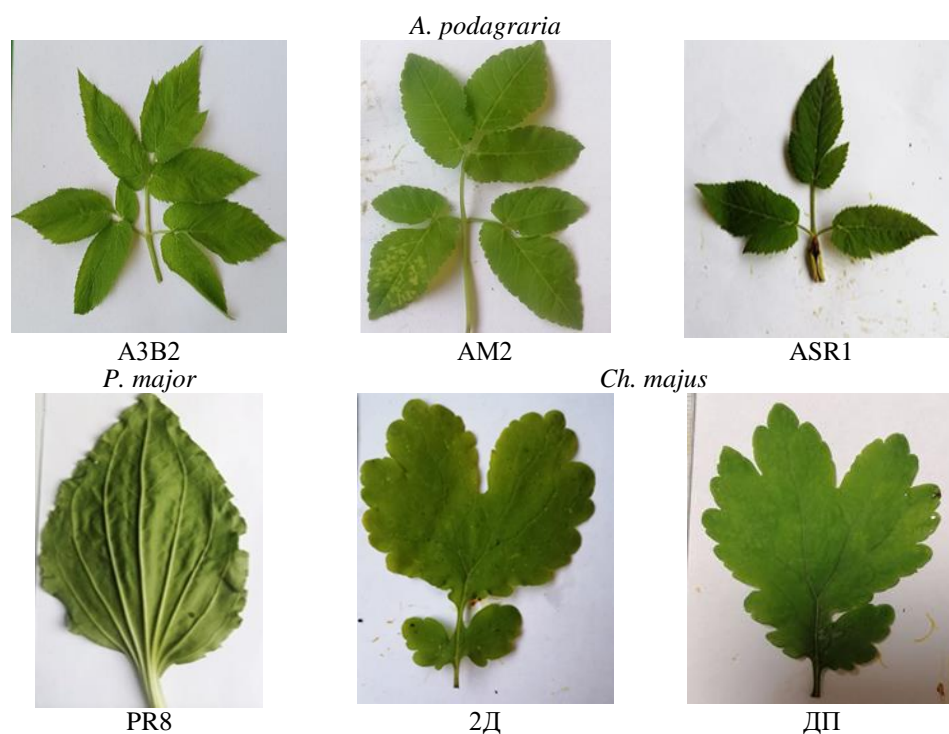 A. podagraria
A3B2 AM2 ASR1
P. major Ch. majus
PR8 2Д ДП